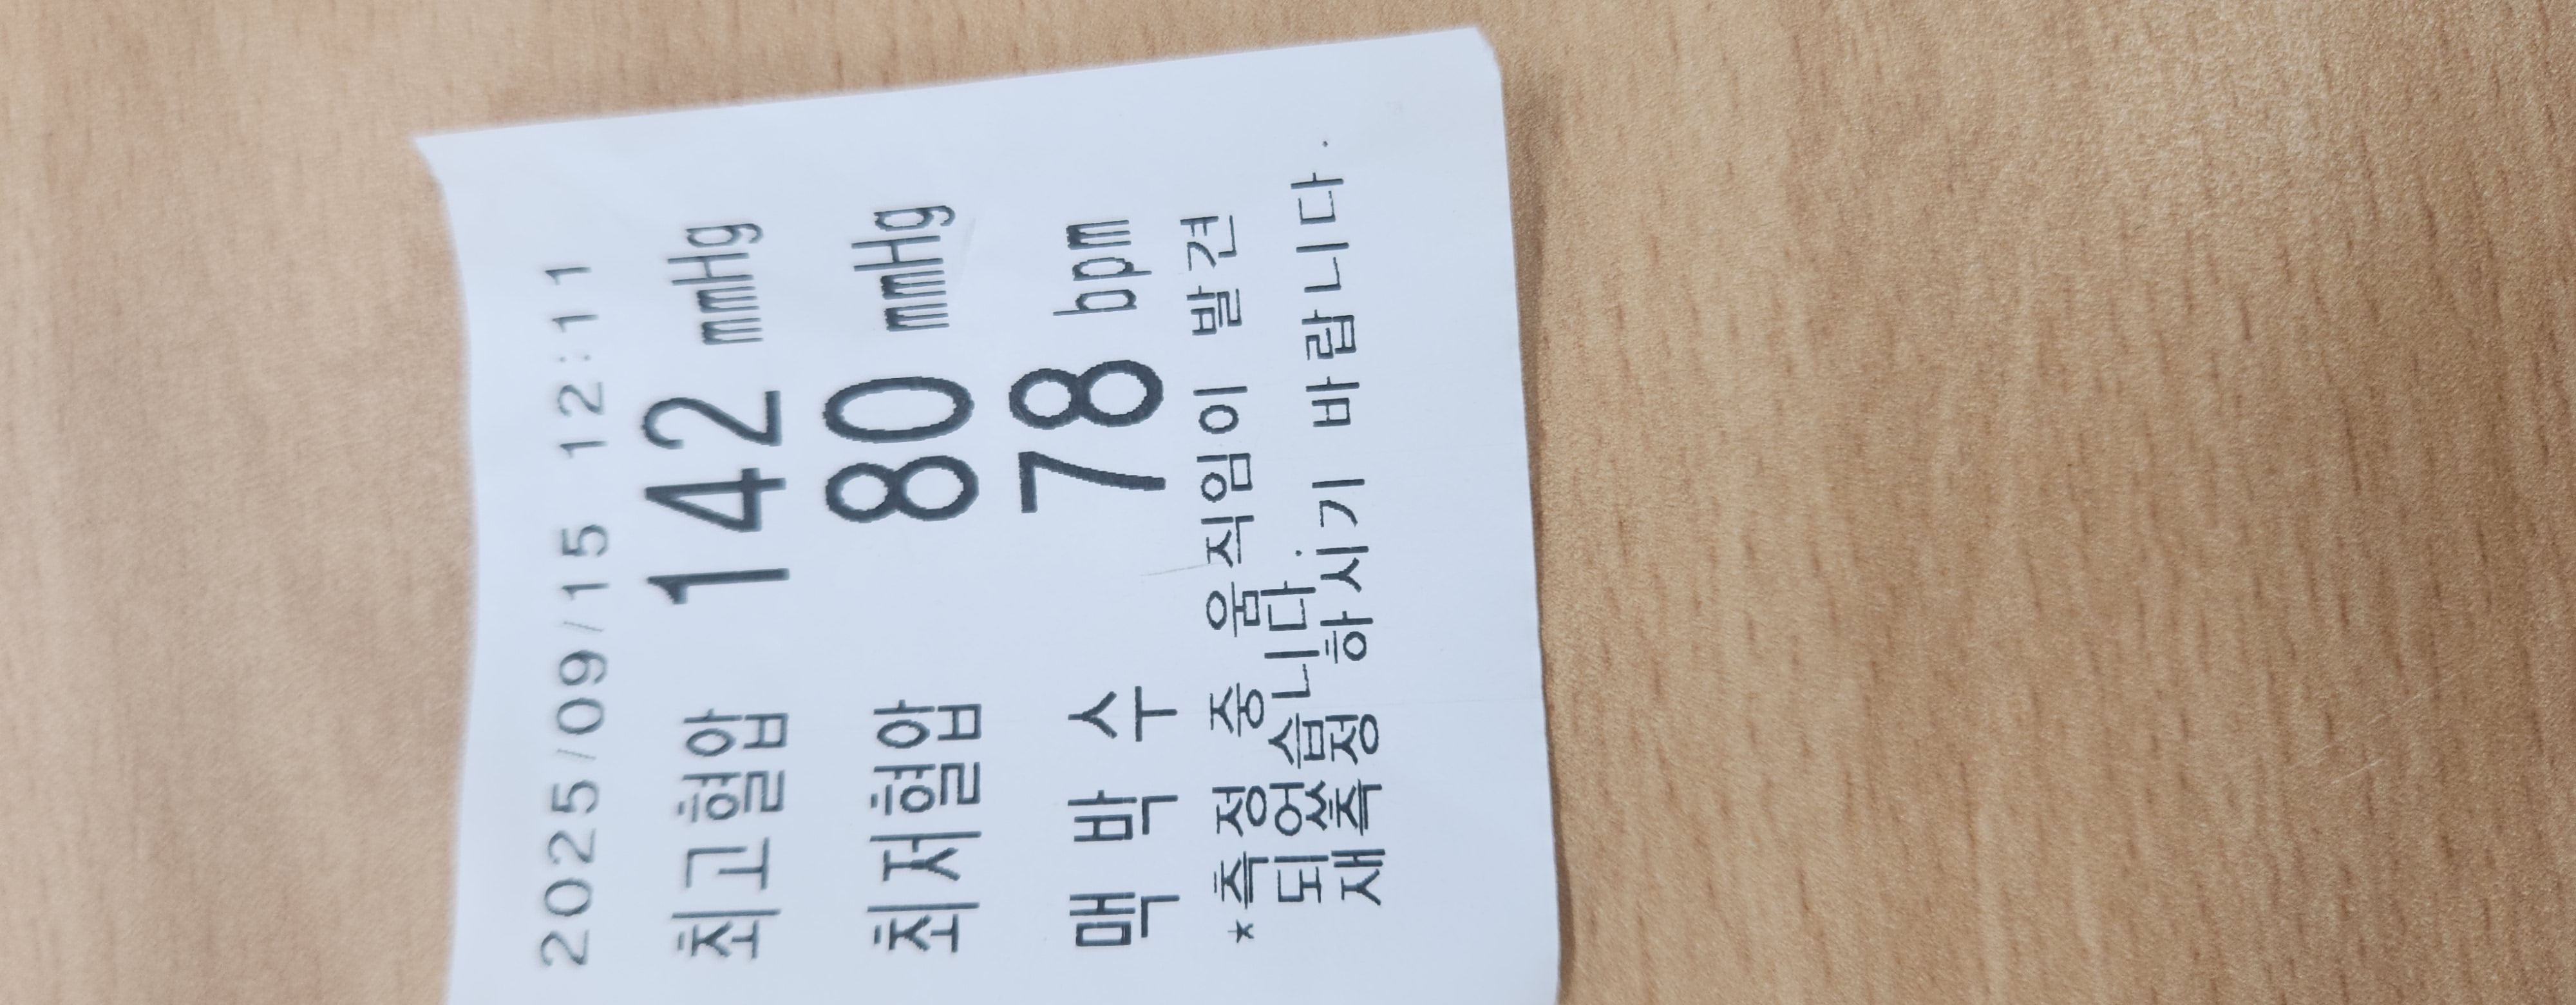 2025/09/15 12:11
최고혈압 142 mmHg
최저혈압 80 mmHg
맥 박 수 78 bpm
*측정 중 움직임이 발견
되었습니다.
재측정 하시기 바랍니다.